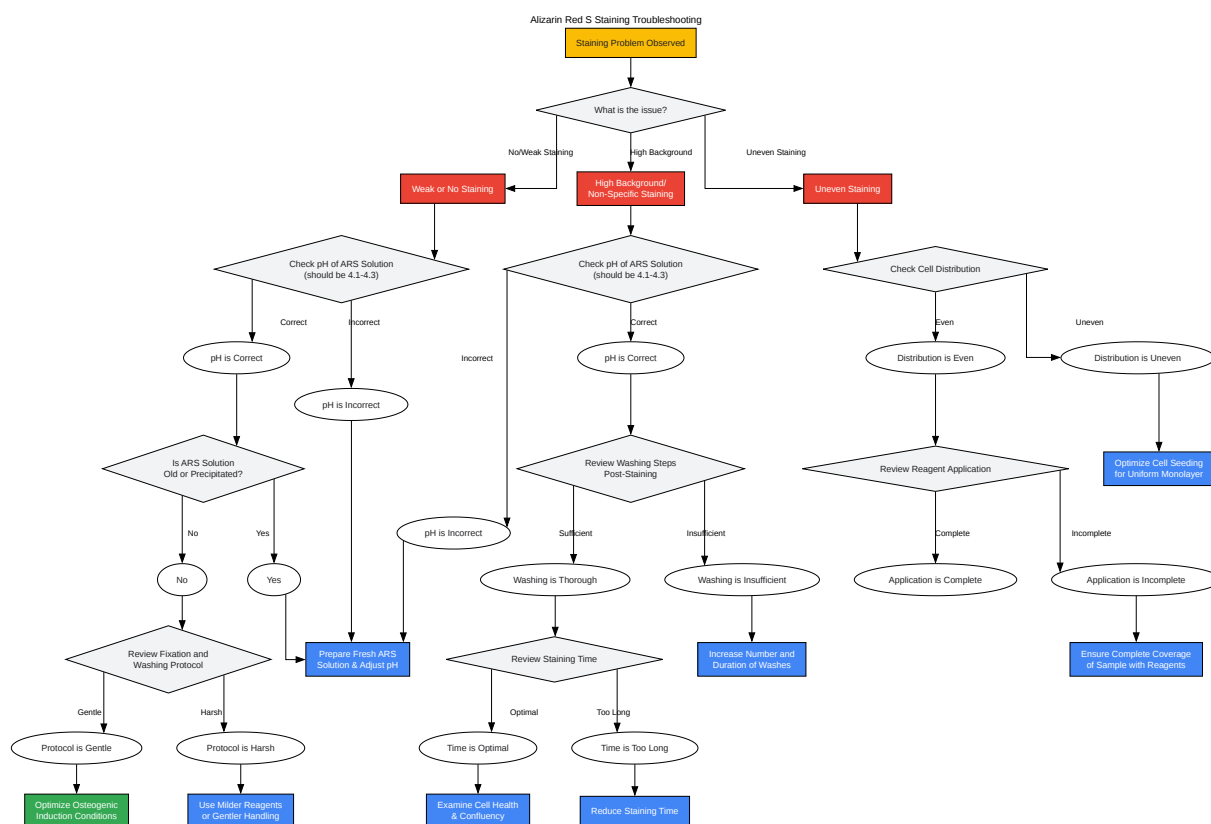 Alizarin Red S Staining Troubleshooting
Staining Problem Observed
What is the issue?
No/Weak Staining
High Background
Uneven Staining
Weak or No Staining
High Background/
Non-Specific Staining
Uneven Staining
Check pH of ARS Solution
(should be 4.1-4.3)
Check pH of ARS Solution
(should be 4.1-4.3)
Check Cell Distribution
Correct
Incorrect
Incorrect
Correct
Even
Uneven
pH is Correct
pH is Correct
Distribution is Even
Distribution is Uneven
pH is Incorrect
Is ARS Solution
Old or Precipitated?
Review Washing Steps
Post-Staining
Review Reagent Application
Optimize Cell Seeding
for Uniform Monolayer
No
Yes
pH is Incorrect
Sufficient
Insufficient
Complete
Incomplete
No
Yes
Washing is Thorough
Washing is Insufficient
Application is Complete
Application is Incomplete
Review Fixation and
Washing Protocol
Prepare Fresh ARS
Solution & Adjust pH
Review Staining Time
Increase Number and
Duration of Washes
Ensure Complete Coverage
of Sample with Reagents
Gentle
Harsh
Optimal
Too Long
Protocol is Gentle
Protocol is Harsh
Time is Optimal
Time is Too Long
Optimize Osteogenic
Induction Conditions
Use Milder Reagents
or Gentler Handling
Examine Cell Health
& Confluency
Reduce Staining Time